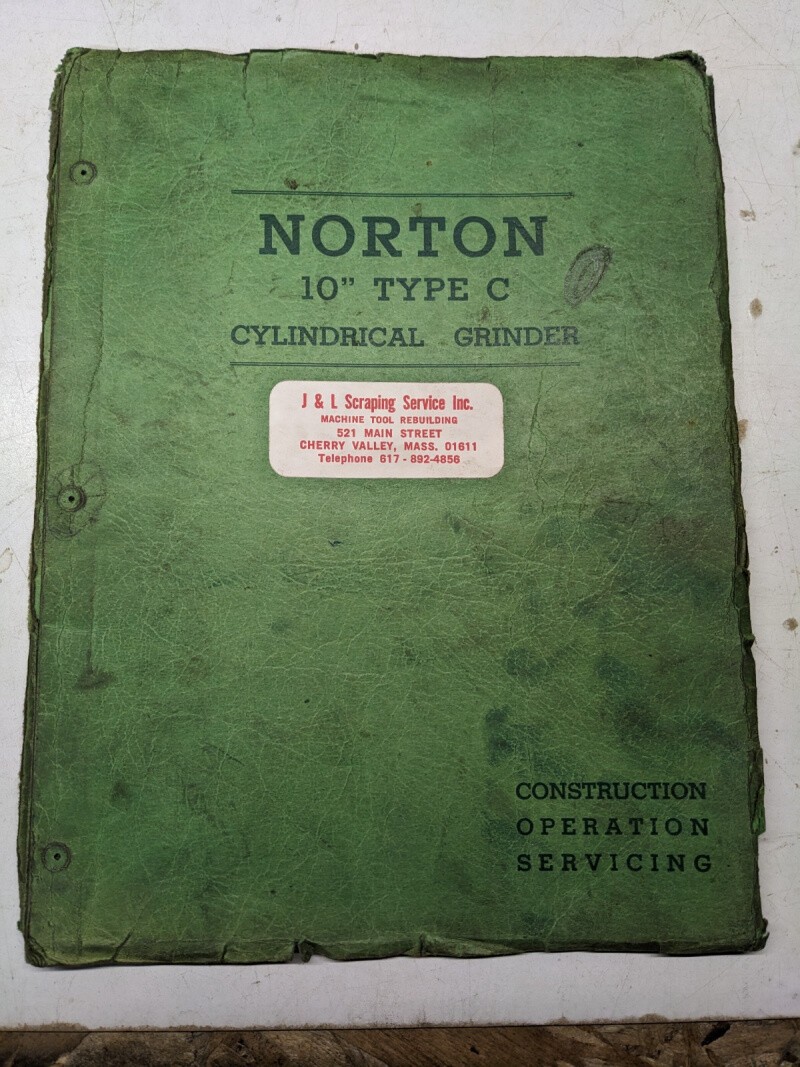 NORTON
10” TYPE C
CYLINDRICAL GRINDER
J & L Scraping Service Inc.
MACHINE TOOL REBUILDING
521 MAIN STREET
CHERRY VALLEY, MASS. 01611
Telephone 617-892-4856
CONSTRUCTION
OPERATION
SERVICING